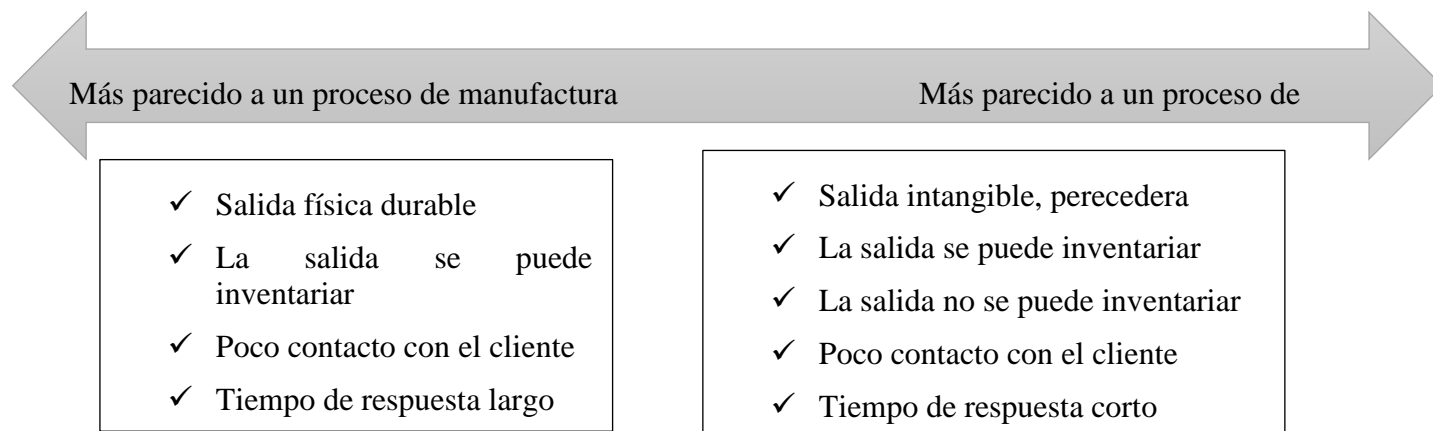 Más parecido a un proceso de manufactura
Más parecido a un proceso de
✓ Salida física durable
✓ La salida se puede
inventariar
✓ Poco contacto con el cliente
✓ Tiempo de respuesta largo
✓ Salida intangible, perecedera
✓ La salida se puede inventariar
✓ La salida no se puede inventariar
✓ Poco contacto con el cliente
✓ Tiempo de respuesta corto